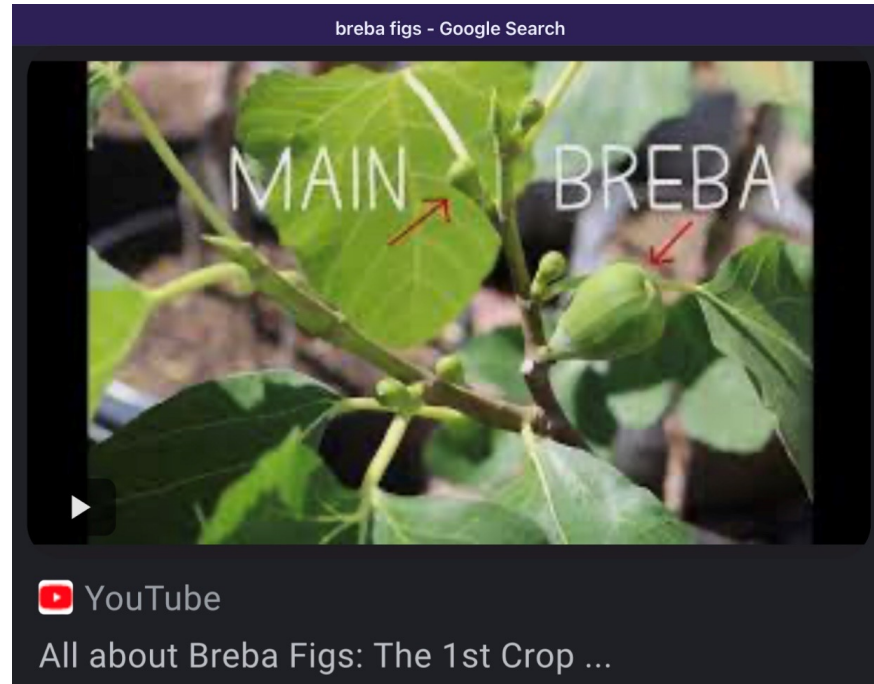 breba figs - Google Search
MAIN BREBA
YouTube
All about Breba Figs: The 1st Crop ...